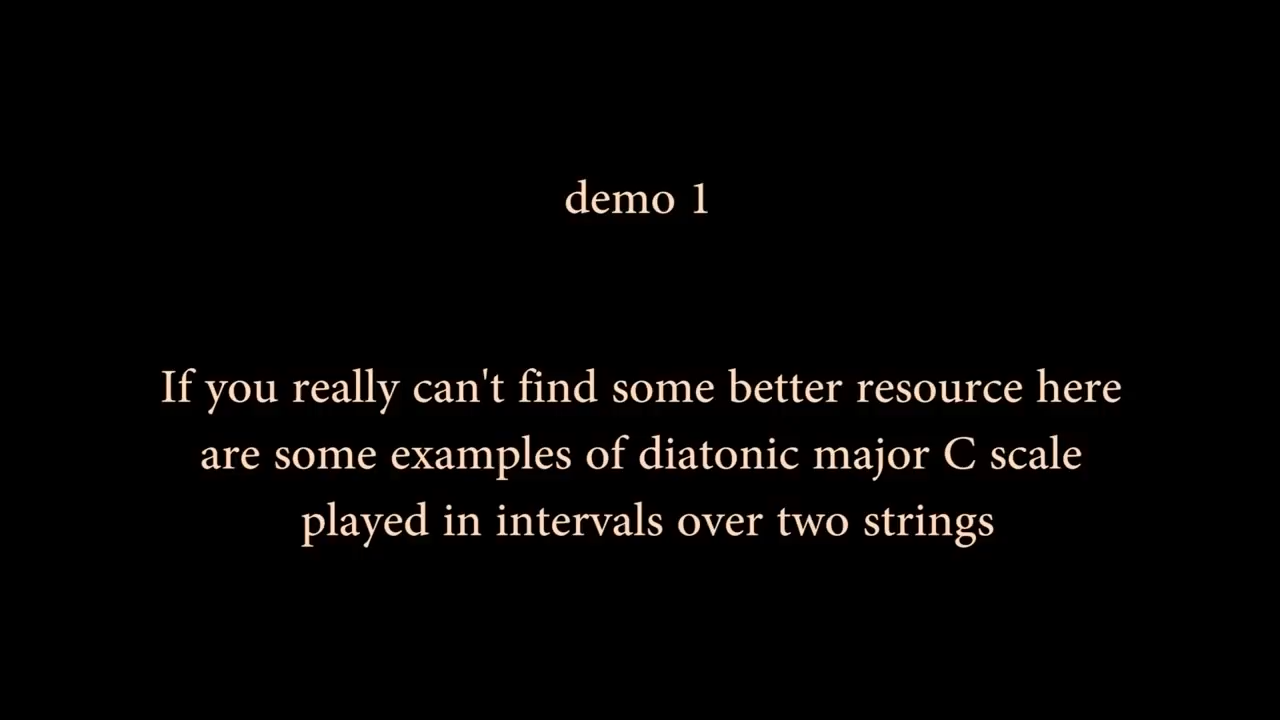 demo 1
If you really can't find some better resource here
are some examples of diatonic major C scale
played in intervals over two strings